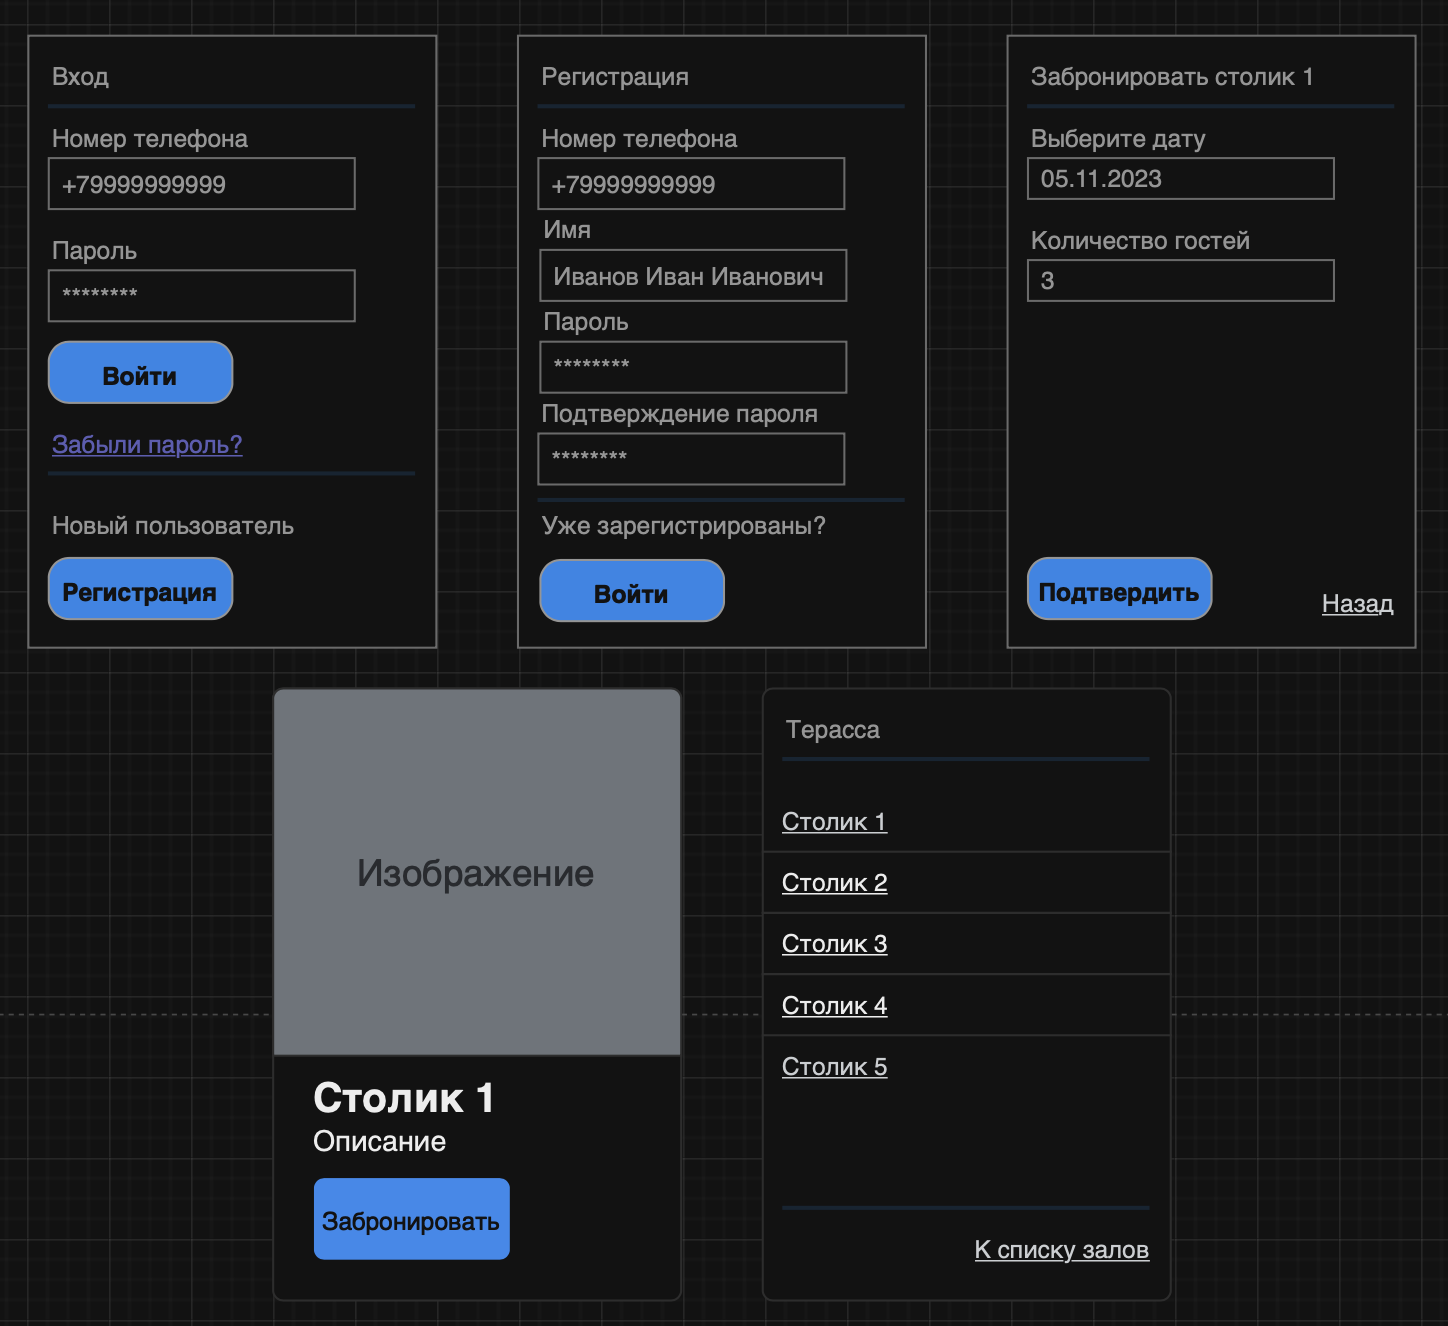 Вход
Номер телефона
+79999999999
Пароль
********
Войти
Забыли пароль?
Новый пользователь
Регистрация
Регистрация
Номер телефона
+79999999999
Имя
Иванов Иван Иванович
Пароль
********
Подтверждение пароля
********
Уже зарегистрированы?
Войти
Забронировать столик 1
Выберите дату
05.11.2023
Количество гостей
3
Подтвердить
Назад
Изображение
Столик 1
Описание
Забронировать
Терасса
Столик 1
Столик 2
Столик 3
Столик 4
Столик 5
К списку залов